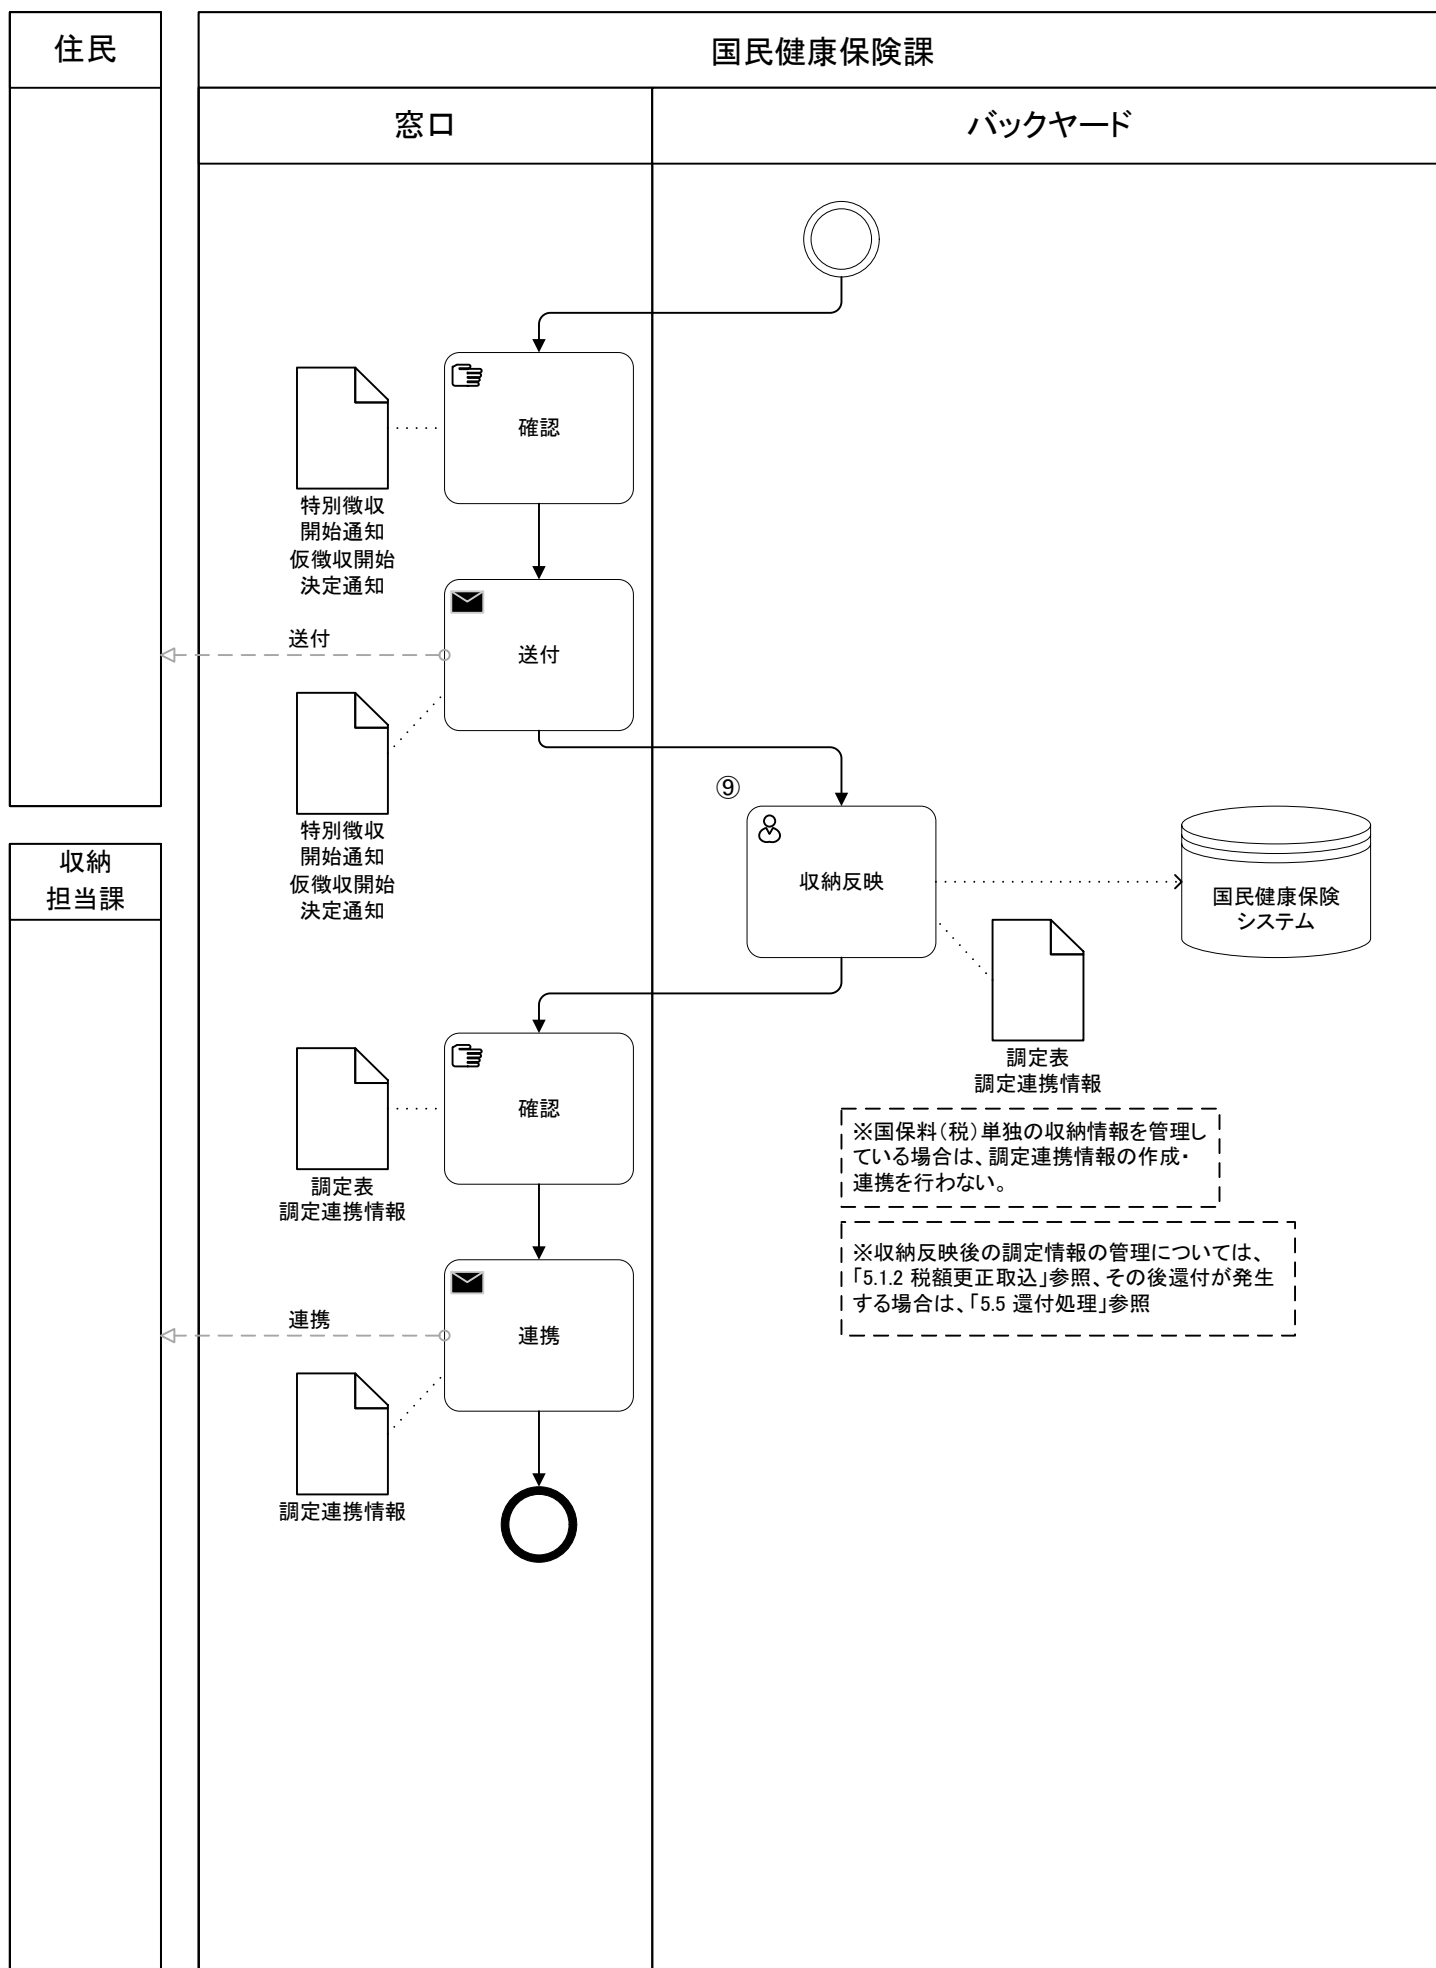 住民
国民健康保険課
窓口
バックヤード
確認
特別徴収
開始通知
仮徴収開始
決定通知
送付
送付
特別徴収
開始通知
仮徴収開始
決定通知
⑨
収納反映
国民健康保険
システム
収納
担当課
調定表
調定連携情報
確認
調定表
調定連携情報
※国保料(税)単独の収納情報を管理し
ている場合は、調定連携情報の作成・
連携を行わない。
※収納反映後の調定情報の管理については、
「5.1.2 税額更正取込」参照、その後還付が発生
する場合は、「5.5 還付処理」参照
連携
連携
調定連携情報